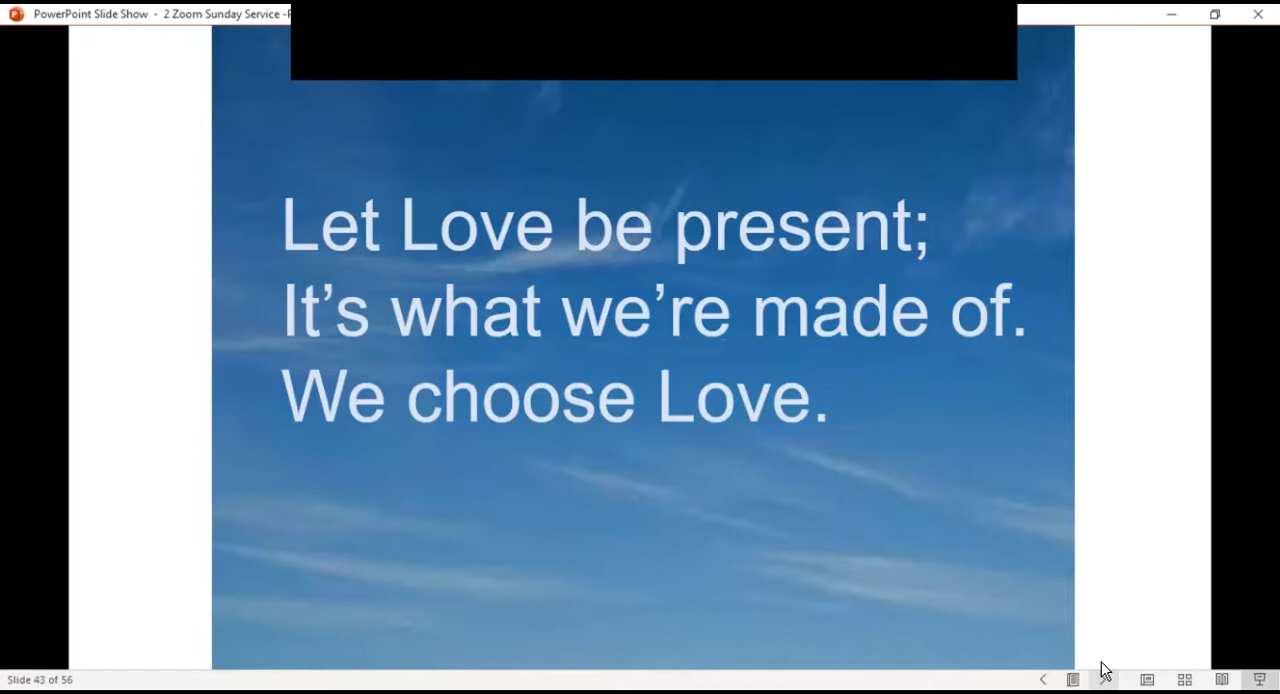 PowerPoint Slide Show - 2 Zoom Sunday Service -
Let Love be present;
It’s what we’re made of.
We choose Love.
Slide 43 of 56